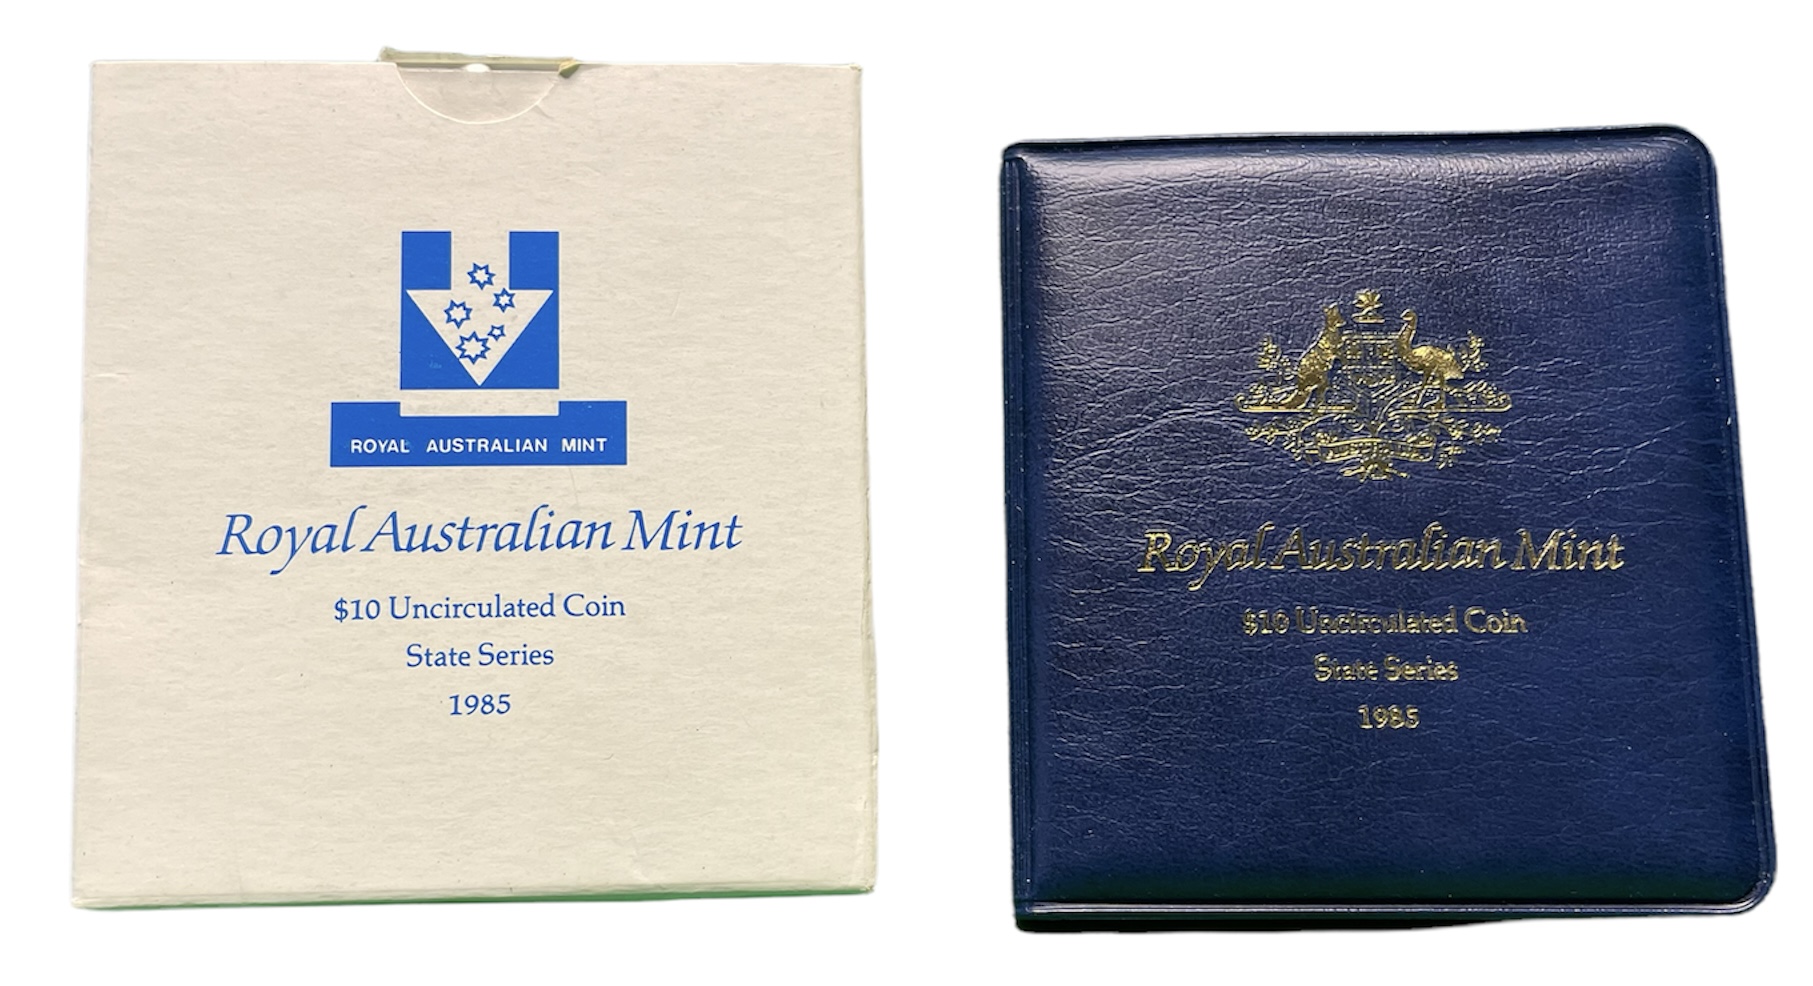 ROYAL AUSTRALIAN MINT
Royal Australian Mint
$10 Uncirculated Coin
State Series
1985
Royal Australian Mint
$10 Uncirculated Coin
State Series
1985